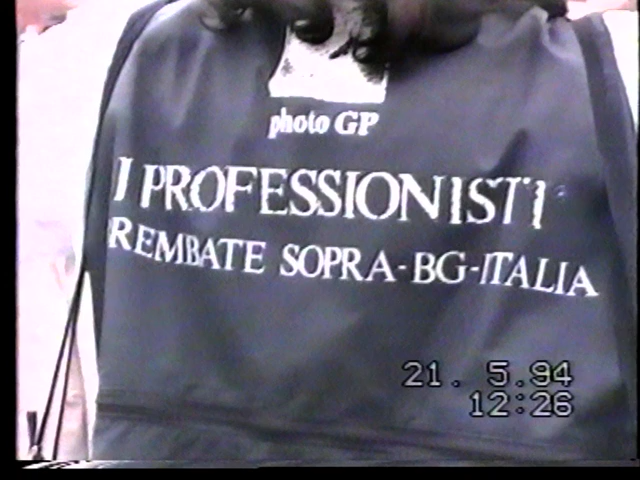 photo GP
I PROFESSIONISTI
REMBATE SOPRA-BG-ITALIA
21. 5.94
12:26